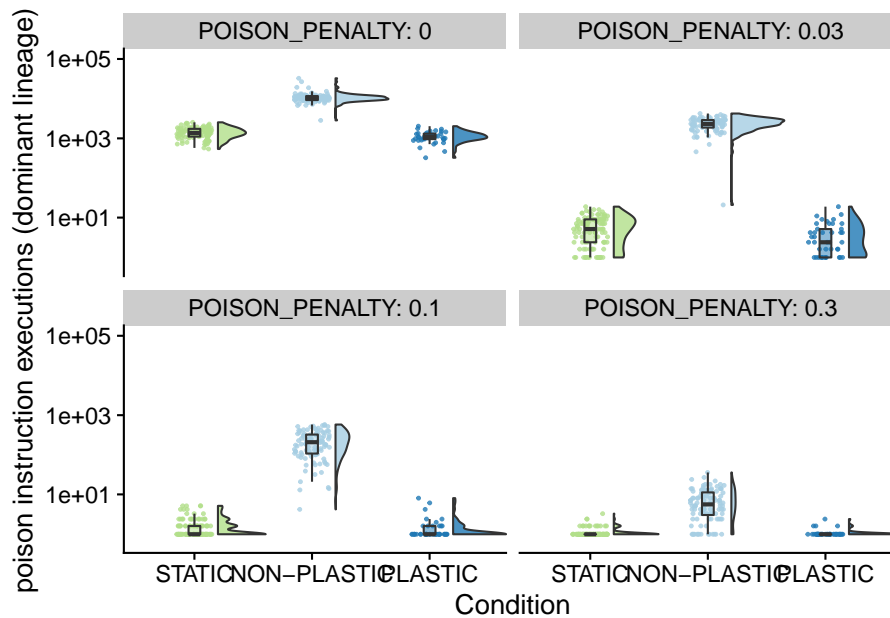 POISON_PENALTY: 0
POISON_PENALTY: 0.03
1e+05
1e+03
1e+01
POISON_PENALTY: 0.1
POISON_PENALTY: 0.3
1e+05
1e+03
1e+01
poison instruction executions (dominant lineage)
STATIC NON−PLASTIC PLASTIC
STATIC NON−PLASTIC PLASTIC
Condition